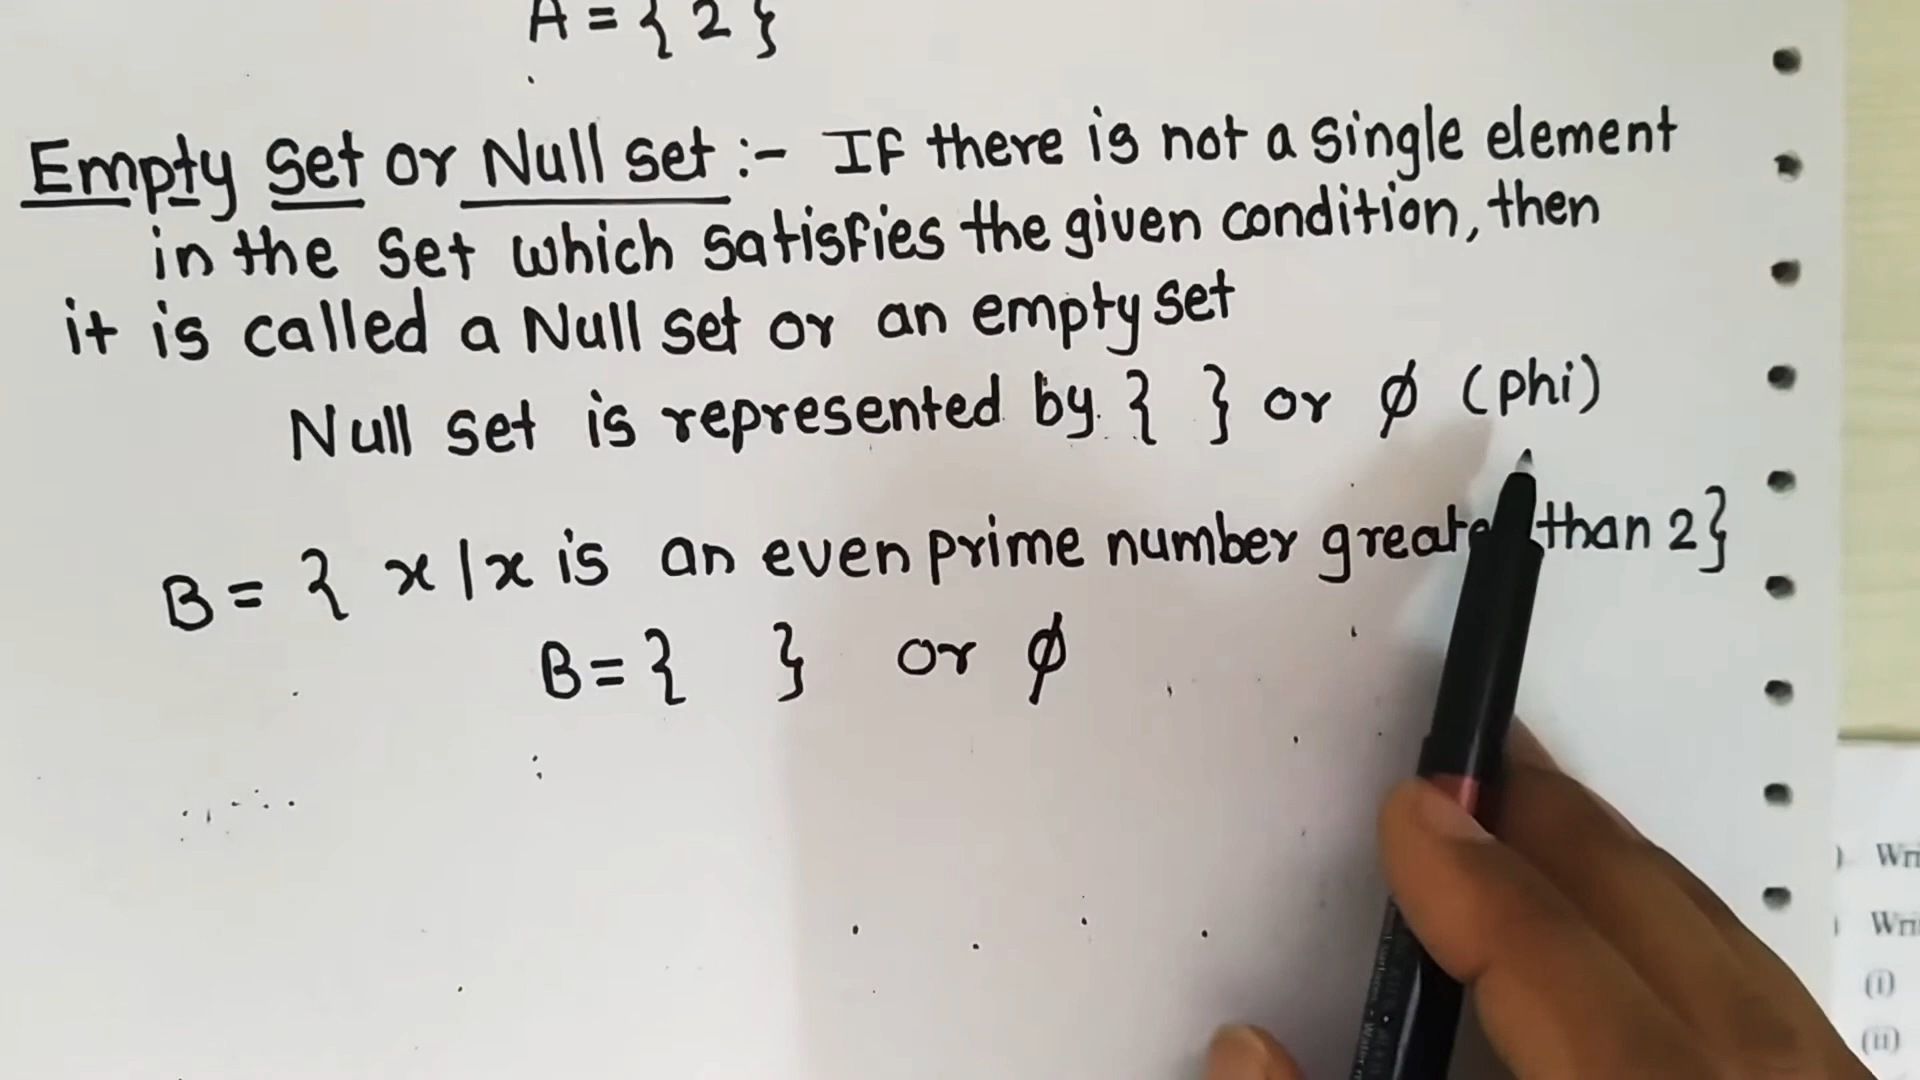 A = { 2 }
Empty Set or Null set :- If there is not a single element
in the set which satisfies the given condition, then
it is called a Null set or an empty set
Null set is represented by { } or ϕ (phi)
B = { x / x is an even prime number than 2}
B = { } or ϕ
(i)
(ii)